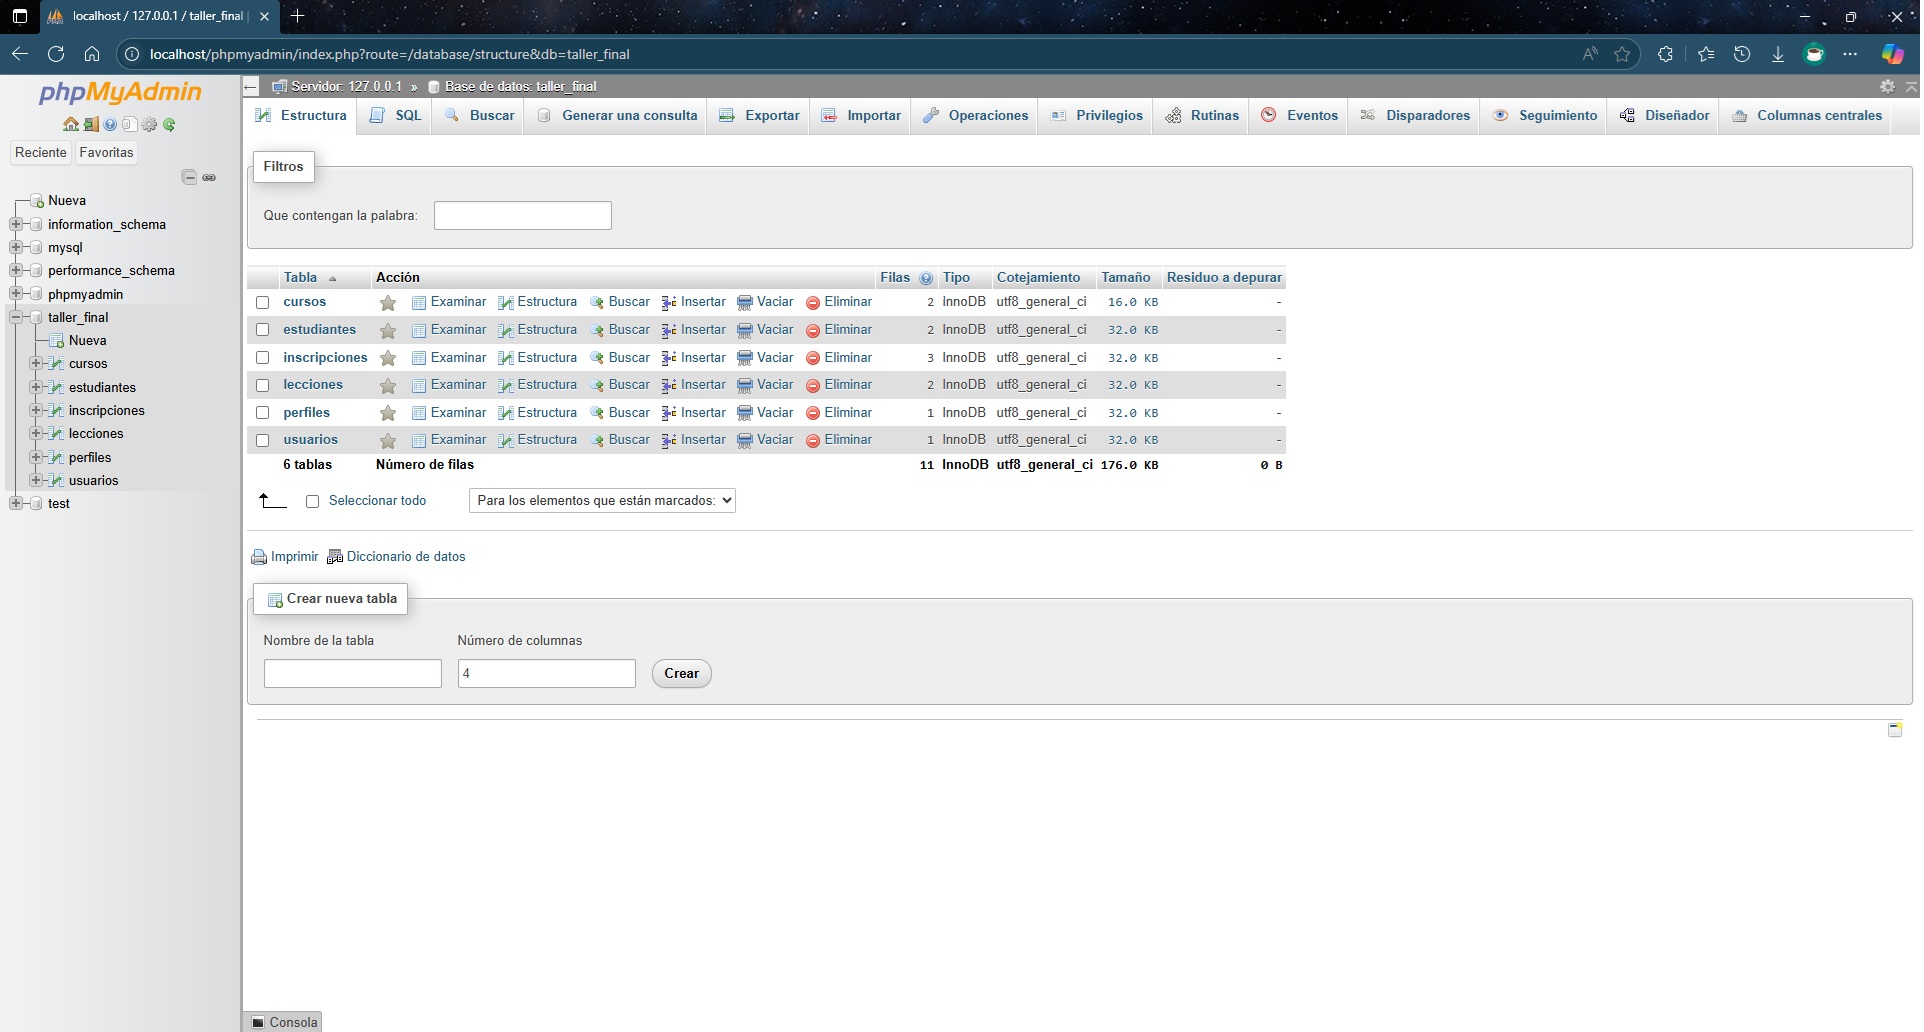 localhost / 127.0.0.1 / taller_final |
localhost/phpmyadmin/index.php?route=/database/structure&db=taller_final
phpMyAdmin
Reciente Favoritas
Nueva
information_schema
mysql
performance_schema
phpmyadmin
taller_final
Nueva
cursos
estudiantes
inscripciones
lecciones
perfiles
usuarios
test
Servidor: 127.0.0.1 » Base de datos: taller_final
Estructura SQL Buscar Generar una consulta Exportar Importar Operaciones Privilegios Rutinas Eventos Disparadores Seguimiento Diseñador Columnas centrales
Filtros
Que contengan la palabra:
Tabla Acción Filas Tipo Cotejamiento Tamaño Residuo a depurar
cursos Examinar Estructura Buscar Insertar Vaciar Eliminar 2 InnoDB utf8_general_ci 16.0 KB -
estudiantes Examinar Estructura Buscar Insertar Vaciar Eliminar 2 InnoDB utf8_general_ci 32.0 KB -
inscripciones Examinar Estructura Buscar Insertar Vaciar Eliminar 3 InnoDB utf8_general_ci 32.0 KB -
lecciones Examinar Estructura Buscar Insertar Vaciar Eliminar 2 InnoDB utf8_general_ci 32.0 KB -
perfiles Examinar Estructura Buscar Insertar Vaciar Eliminar 1 InnoDB utf8_general_ci 32.0 KB -
usuarios Examinar Estructura Buscar Insertar Vaciar Eliminar 1 InnoDB utf8_general_ci 32.0 KB -
6 tablas Número de filas 11 InnoDB utf8_general_ci 176.0 KB 0 B
Seleccionar todo Para los elementos que están marcados:
Imprimir Diccionario de datos
Crear nueva tabla
Nombre de la tabla Número de columnas
4 Crear
Consola